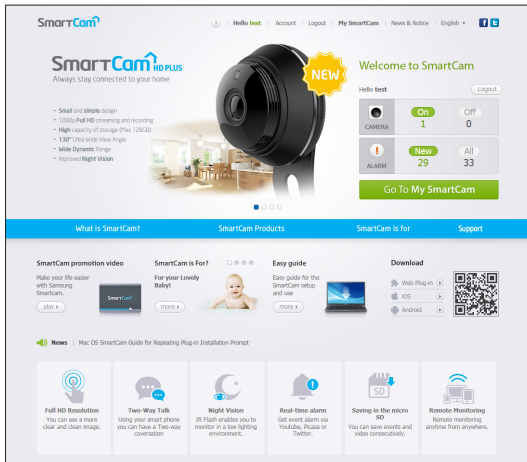 SmartCam
Hello test | Account | Logout | My SmartCam | News & Notice | English
SmartCam HD PLUS
Always stay connected to your home
NEW
Small and simple design
1080p Full HD streaming and recording
High capacity of storage (Max 128GB)
130° Ultra-Wide View Angle
Wide Dynamic Range
Improved Night Vision
Welcome to SmartCam
Hello test
Logout
CAMERA
On
1
Off
0
ALARM
New
29
All
33
Go To My SmartCam
What is SmartCam?
SmartCam Products
SmartCam is for
Support
SmartCam promotion video
Make your life easier
with Samsung
Smartcam.
play
SmartCam
SmartCam is For?
For your Lovely
Baby!
more
Easy guide
Easy guide for the
SmartCam setup
and use
more
Download
Web Plug-in
iOS
Android
News | Mac OS SmartCam Guide for Repeating Plug-in Installation Prompt
Full HD Resolution
You can see a more
clear and clean image.
Two-Way Talk
Using your smart phone
you can have a Two-way
coversation
Night Vision
IR Flash enables you to
monitor in a low lighting
environment.
Real-time alarm
Get event alarm via
Youtube, Picasa or
Twitter.
SD
Saving in the micro
SD
You can save events and
video consecutively.
Remote Monitoring
Remote monitoring
anytime from anywhere.